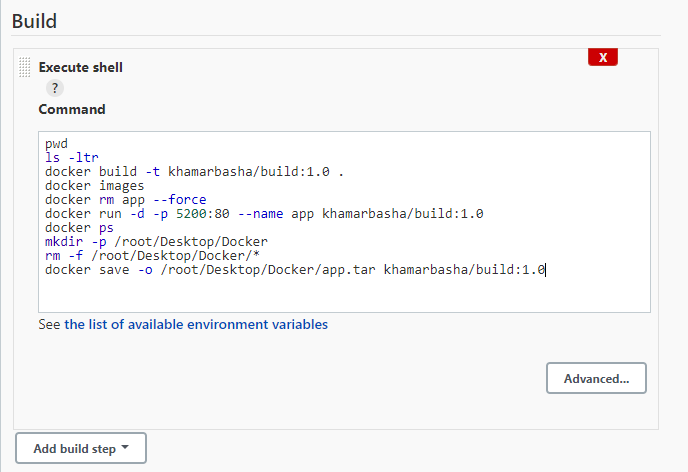 Build
X
Execute shell
?
Command
pwd
ls -ltr
docker build -t khamarbasha/build:1.0 .
docker images
docker rm app --force
docker run -d -p 5200:80 --name app khamarbasha/build:1.0
docker ps
mkdir -p /root/Desktop/Docker
rm -f /root/Desktop/Docker/*
docker save -o /root/Desktop/Docker/app.tar khamarbasha/build:1.0
See the list of available environment variables
Advanced...
Add build step